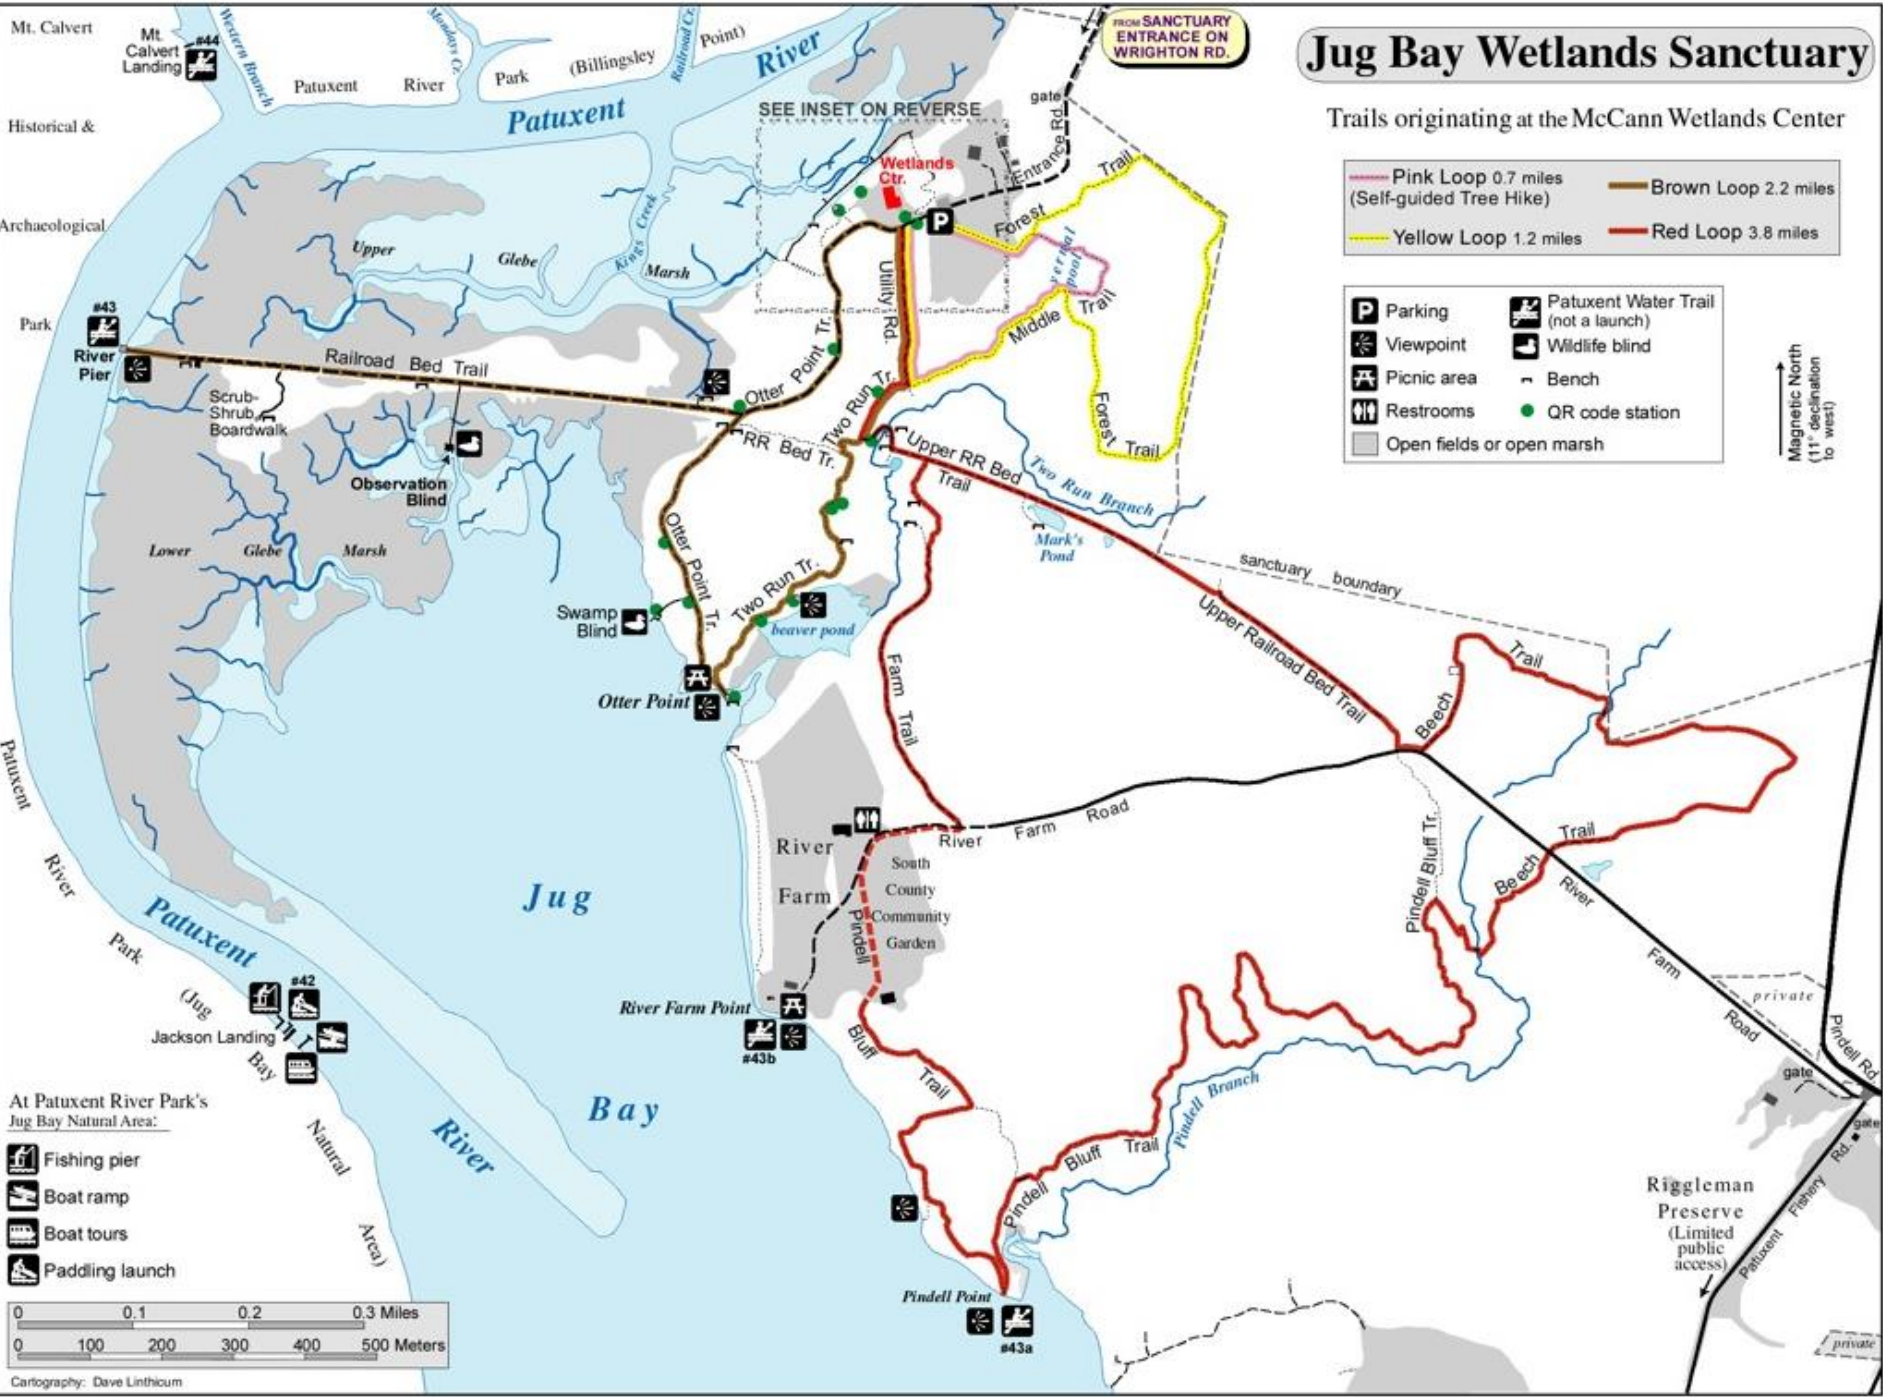 Jug Bay Wetlands Sanctuary
Trails originating at the McCann Wetlands Center
Pink Loop 0.7 miles
(Self-guided Tree Hike)
Brown Loop 2.2 miles
Yellow Loop 1.2 miles
Red Loop 3.8 miles
P Parking
Viewpoint
Picnic area
Restrooms
Open fields or open marsh
Patuxent Water Trail
(not a launch)
Wildlife blind
Bench
QR code station
Magnetic North
(11° declination
to west)
FROM SANCTUARY
ENTRANCE ON
WRIGHTON RD.
Mt. Calvert
Historical &
Archaeological
Park
Mt.
Calvert
Landing
#44
Western Branch
Mondays Cr.
Railroad Cr.
Patuxent River Park (Billingsley Point)
Patuxent River
SEE INSET ON REVERSE
gate
Entrance Rd.
Wetlands
Ctr.
P
Forest Trail
vernal
pool
Middle Trail
Forest Trail
Utility Rd.
Kings Creek
Upper Glebe Marsh
#43
River
Pier
Railroad Bed Trail
Scrub-
Shrub
Boardwalk
Observation
Blind
Lower Glebe Marsh
Otter Point Tr.
RR Bed Tr.
Two Run Tr.
Upper RR Bed
Trail
Two Run Branch
Mark's
Pond
sanctuary boundary
Otter Point Tr.
Two Run Tr.
Swamp
Blind
beaver pond
Otter Point
Farm Trail
Upper Railroad Bed Trail
Beech Trail
River Farm Road
River
Farm
South
County
Community
Garden
Pindell
Bluff
Trail
Pindell Bluff Tr.
Beech Trail
River Farm Road
private
Pindell Rd
gate
gate
Patuxent Fishery Rd.
Riggleman
Preserve
(Limited
public
access)
private
Jug
Bay
River Farm Point
#43b
Pindell Bluff Trail
Pindell Branch
Pindell Point
#43a
Patuxent
River
Park
(Jug
Bay
Natural
Area)
Patuxent
River
#42
Jackson Landing
At Patuxent River Park's
Jug Bay Natural Area:
Fishing pier
Boat ramp
Boat tours
Paddling launch
0 0.1 0.2 0.3 Miles
0 100 200 300 400 500 Meters
Cartography: Dave Linthicum